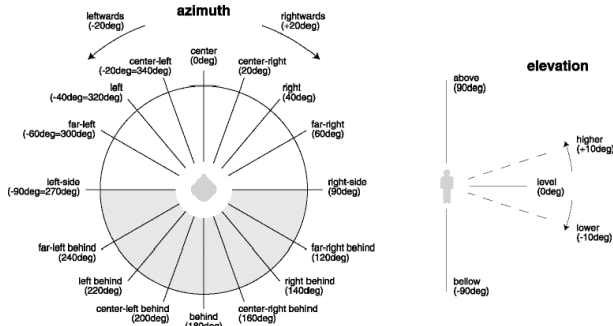 azimuth
leftwards
(-20deg)
rightwards
(+20deg)
center
(0deg)
center-left
(-20deg=340deg)
center-right
(20deg)
left
(-40deg=320deg)
right
(40deg)
far-left
(-60deg=300deg)
far-right
(60deg)
left-side
(-90deg=270deg)
right-side
(90deg)
far-left behind
(240deg)
far-right behind
(120deg)
left behind
(220deg)
right behind
(140deg)
center-left behind
(200deg)
behind
(180deg)
center-right behind
(160deg)
elevation
above
(90deg)
higher
(+10deg)
level
(0deg)
lower
(-10deg)
bellow
(-90deg)